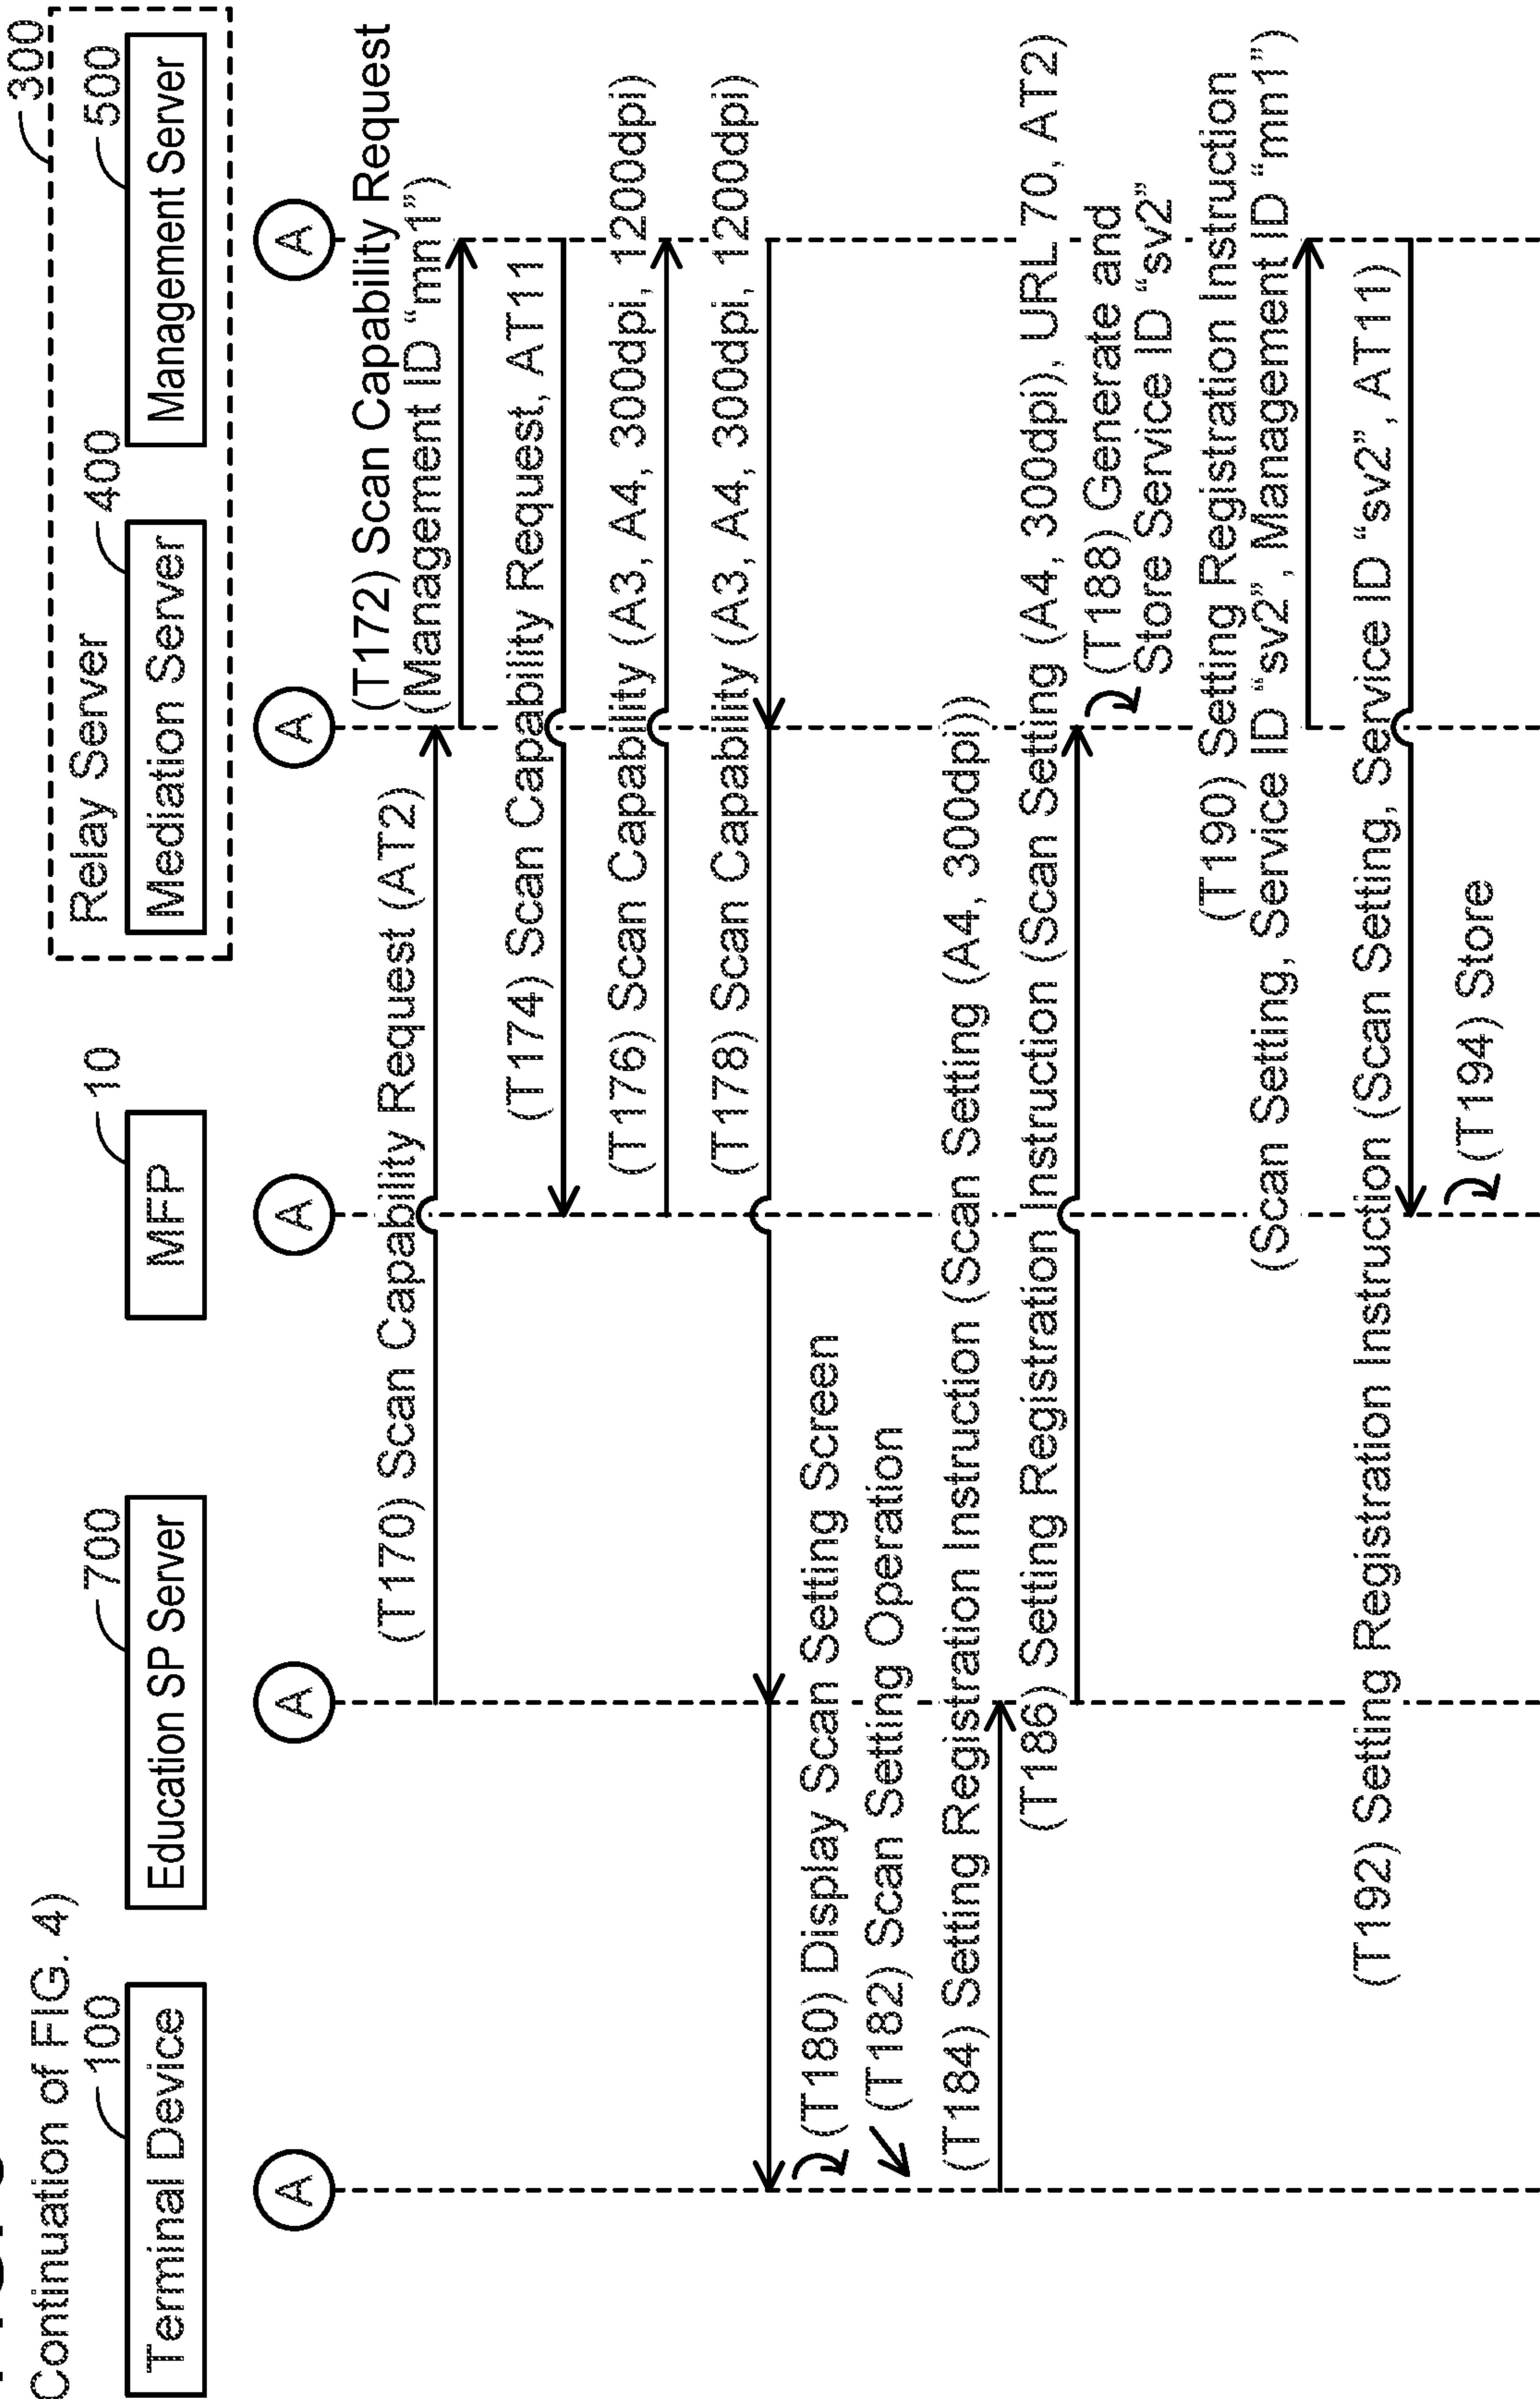 (Continuation of FIG. 4)
300
Relay Server
100
700
10
400
500
Terminal Device
Education SP Server
MFP
Mediation Server
Management Server
A
A
A
A
A
(T170) Scan Capability Request (AT2)
(T172) Scan Capability Request
(Management ID “mn1”)
(T174) Scan Capability Request, AT11
(T176) Scan Capability (A3, A4, 300dpi, 1200dpi)
(T178) Scan Capability (A3, A4, 300dpi, 1200dpi)
(T180) Display Scan Setting Screen
(T182) Scan Setting Operation
(T184) Setting Registration Instruction (Scan Setting (A4, 300dpi))
(T186) Setting Registration Instruction (Scan Setting (A4, 300dpi), URL 70, AT2)
(T188) Generate and
Store Service ID “sv2”
(T190) Setting Registration Instruction
(Scan Setting, Service ID “sv2”, Management ID “mn1”)
(T192) Setting Registration Instruction (Scan Setting, Service ID “sv2”, AT11)
(T194) Store